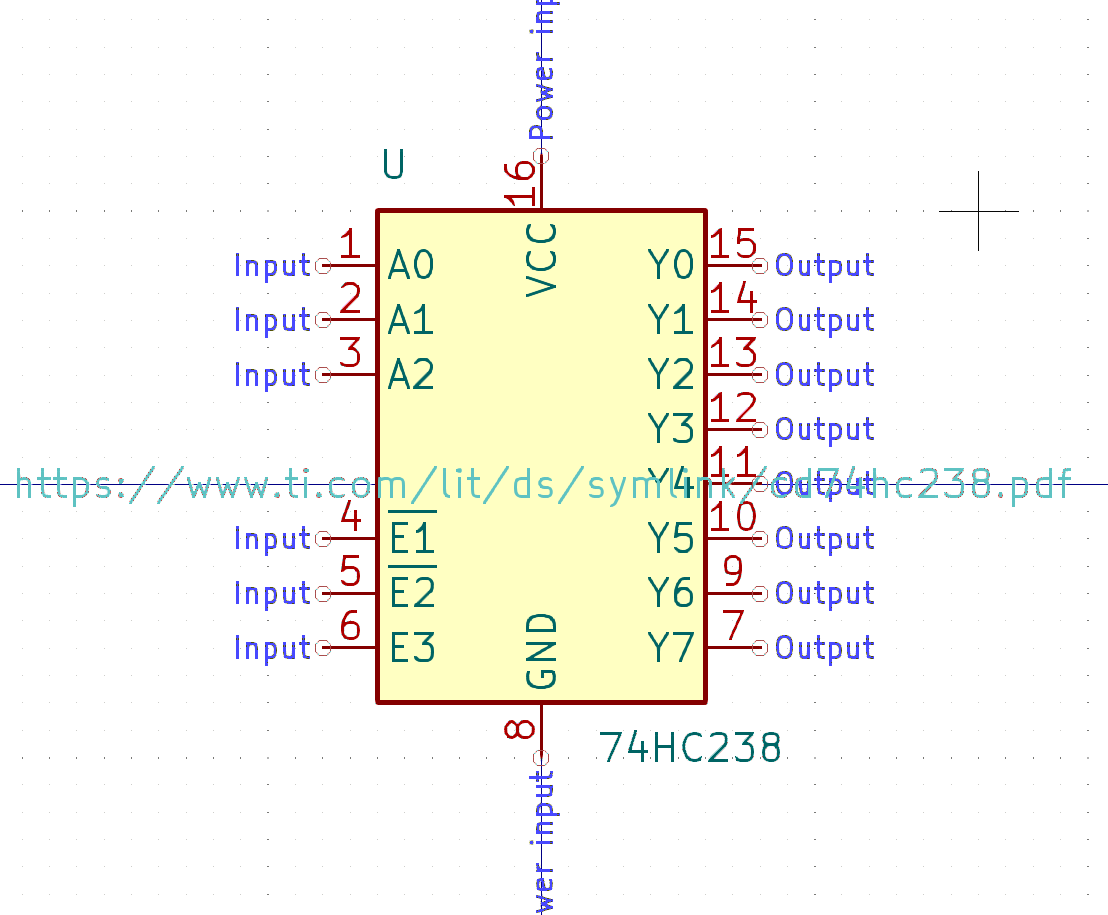 Power inp
U
16
VCC
Input 1 A0 Y0 15 Output
Input 2 A1 Y1 14 Output
Input 3 A2 Y2 13 Output
Y3 12 Output
Y4 11 Output
https://www.ti.com/lit/ds/symlink/cd74hc238.pdf
Input 4 E1 Y5 10 Output
Input 5 E2 Y6 9 Output
Input 6 E3 Y7 7 Output
GND
8
74HC238
wer input